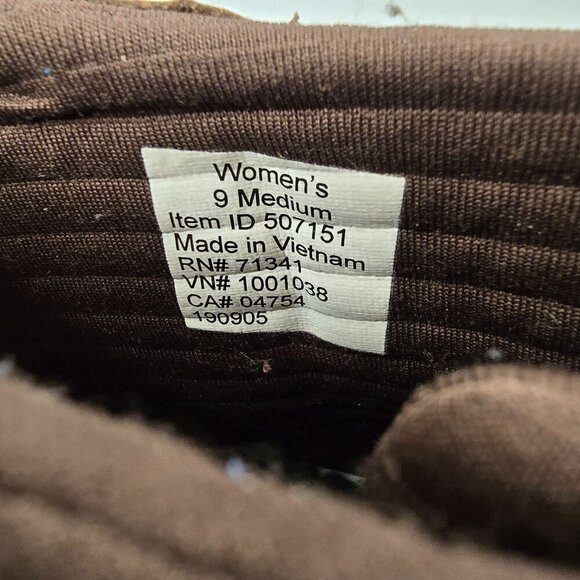 Women's
9 Medium
Item ID 507151
Made in Vietnam
RN# 71341
VN# 1001038
CA# 04754
190905